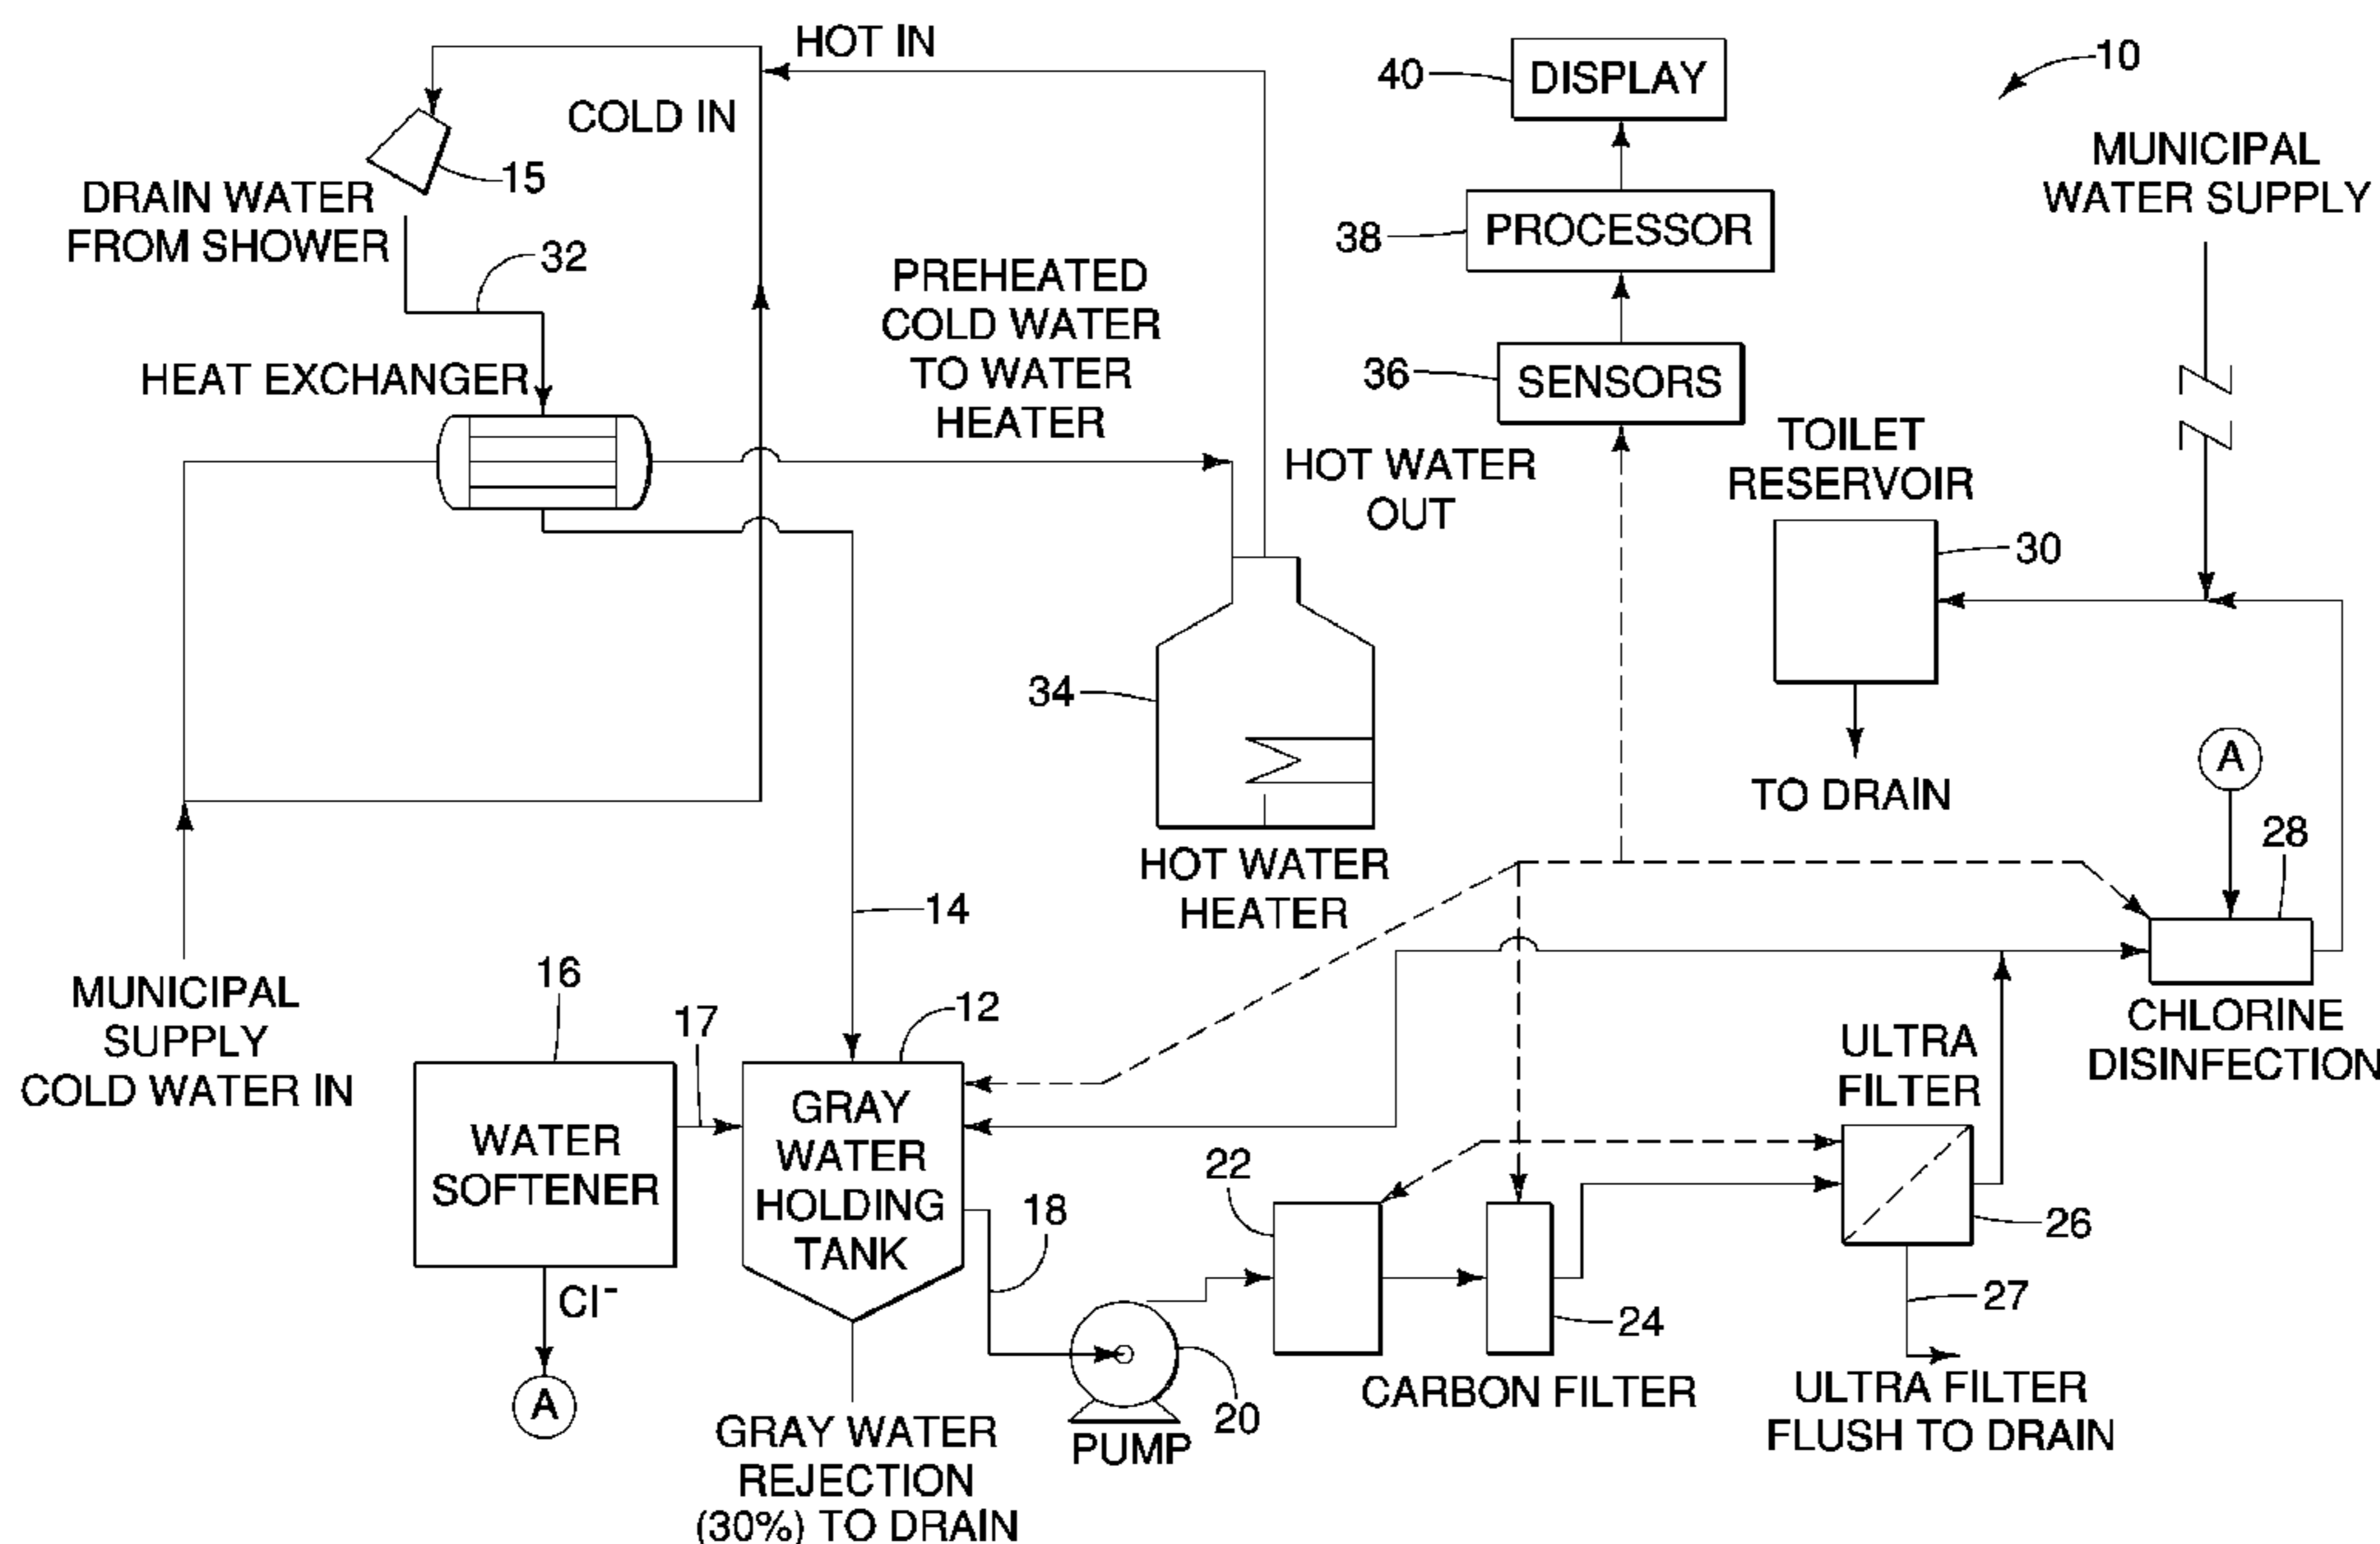 HOT IN
COLD IN
15
DRAIN WATER
FROM SHOWER
32
HEAT EXCHANGER
PREHEATED
COLD WATER
TO WATER
HEATER
HOT WATER
OUT
34
HOT WATER
HEATER
40
DISPLAY
38
PROCESSOR
36
SENSORS
10
MUNICIPAL
WATER SUPPLY
TOILET
RESERVOIR
30
TO DRAIN
A
28
CHLORINE
DISINFECTION
14
MUNICIPAL
SUPPLY
COLD WATER IN
16
17
12
WATER
SOFTENER
GRAY
WATER
HOLDING
TANK
Cl-
A
18
GRAY WATER
REJECTION
(30%) TO DRAIN
20
PUMP
22
24
CARBON FILTER
ULTRA
FILTER
26
27
ULTRA FILTER
FLUSH TO DRAIN